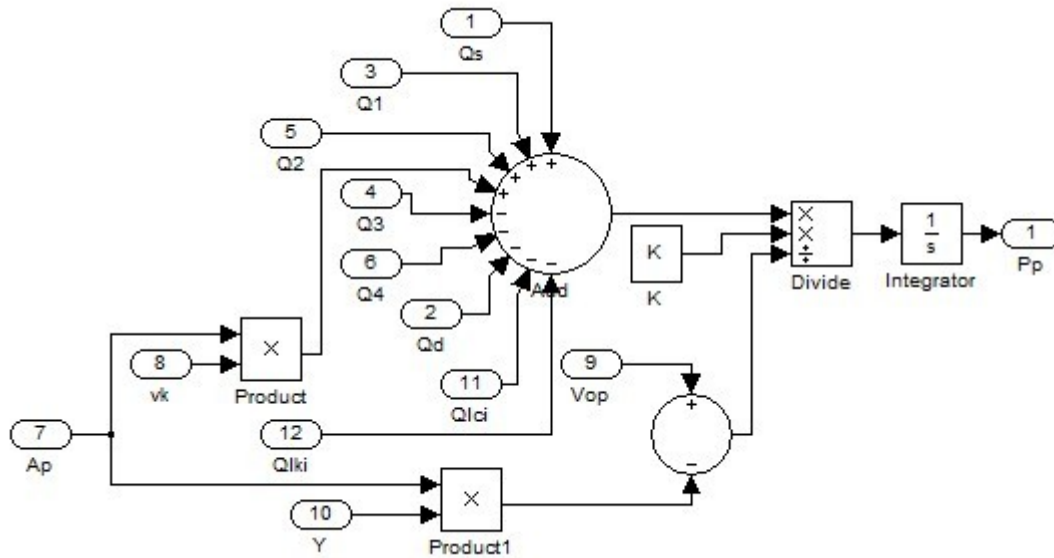 1
Qs
3
Q1
5
Q2
+
+
+
+
4
Q3
−
−
−
−
−
6
Q4
K
K
×
×
÷
Divide
1
s
Integrator
1
Pp
2
Qd
Add
8
vk
×
Product
11
Qlci
9
Vop
7
Ap
12
Qlki
+
−
10
Y
×
Product1